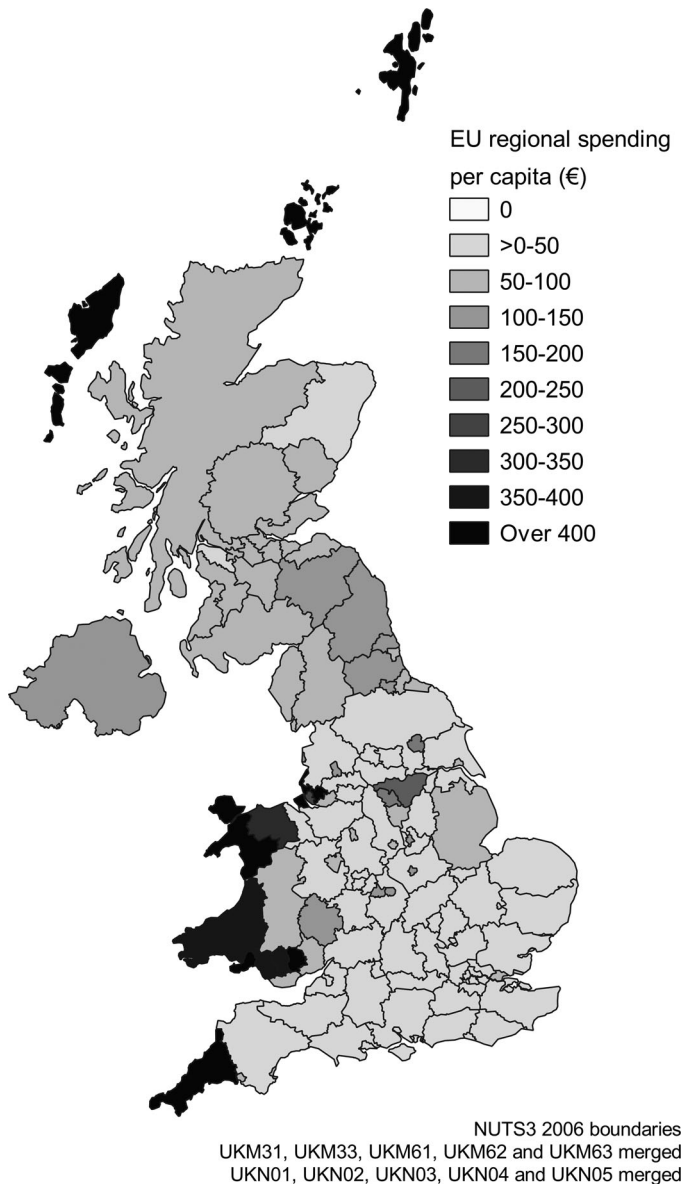 EU regional spending
per capita (€)
0
>0-50
50-100
100-150
150-200
200-250
250-300
300-350
350-400
Over 400
NUTS3 2006 boundaries
UKM31, UKM33, UKM61, UKM62 and UKM63 merged
UKN01, UKN02, UKN03, UKN04 and UKN05 merged